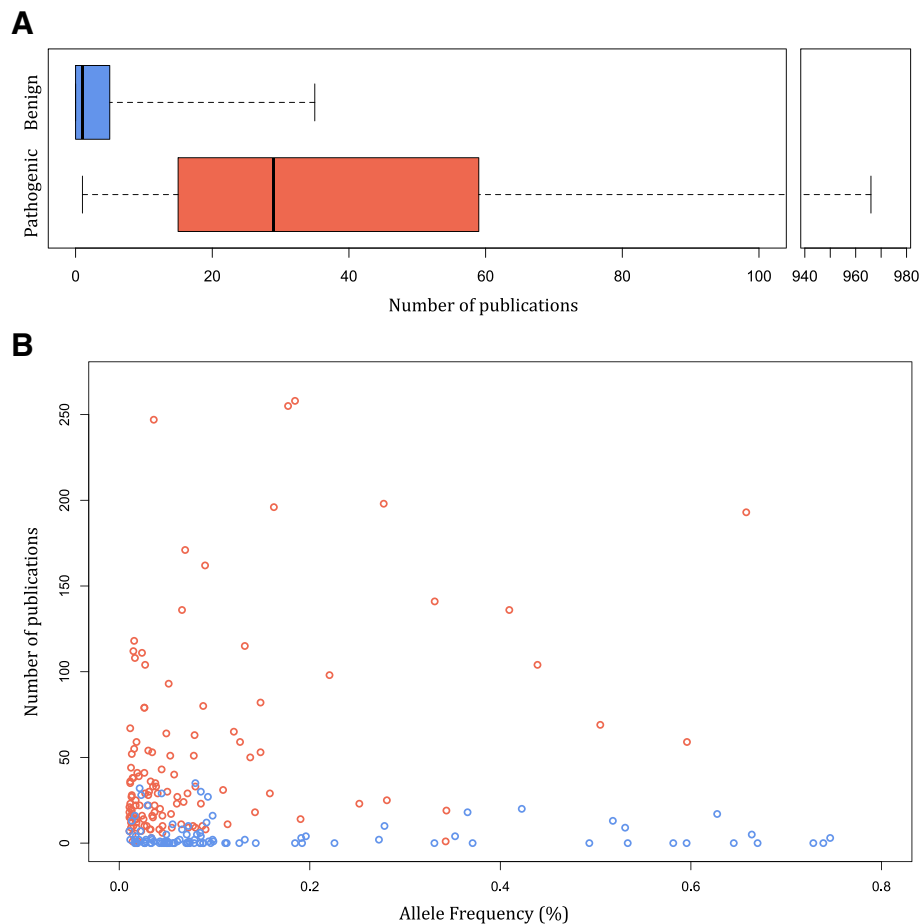 A
Benign
Pathogenic
0 20 40 60 80 100 940 960 980
Number of publications
B
Number of publications
250
200
150
100
50
0
0.0 0.2 0.4 0.6 0.8
Allele Frequency (%)